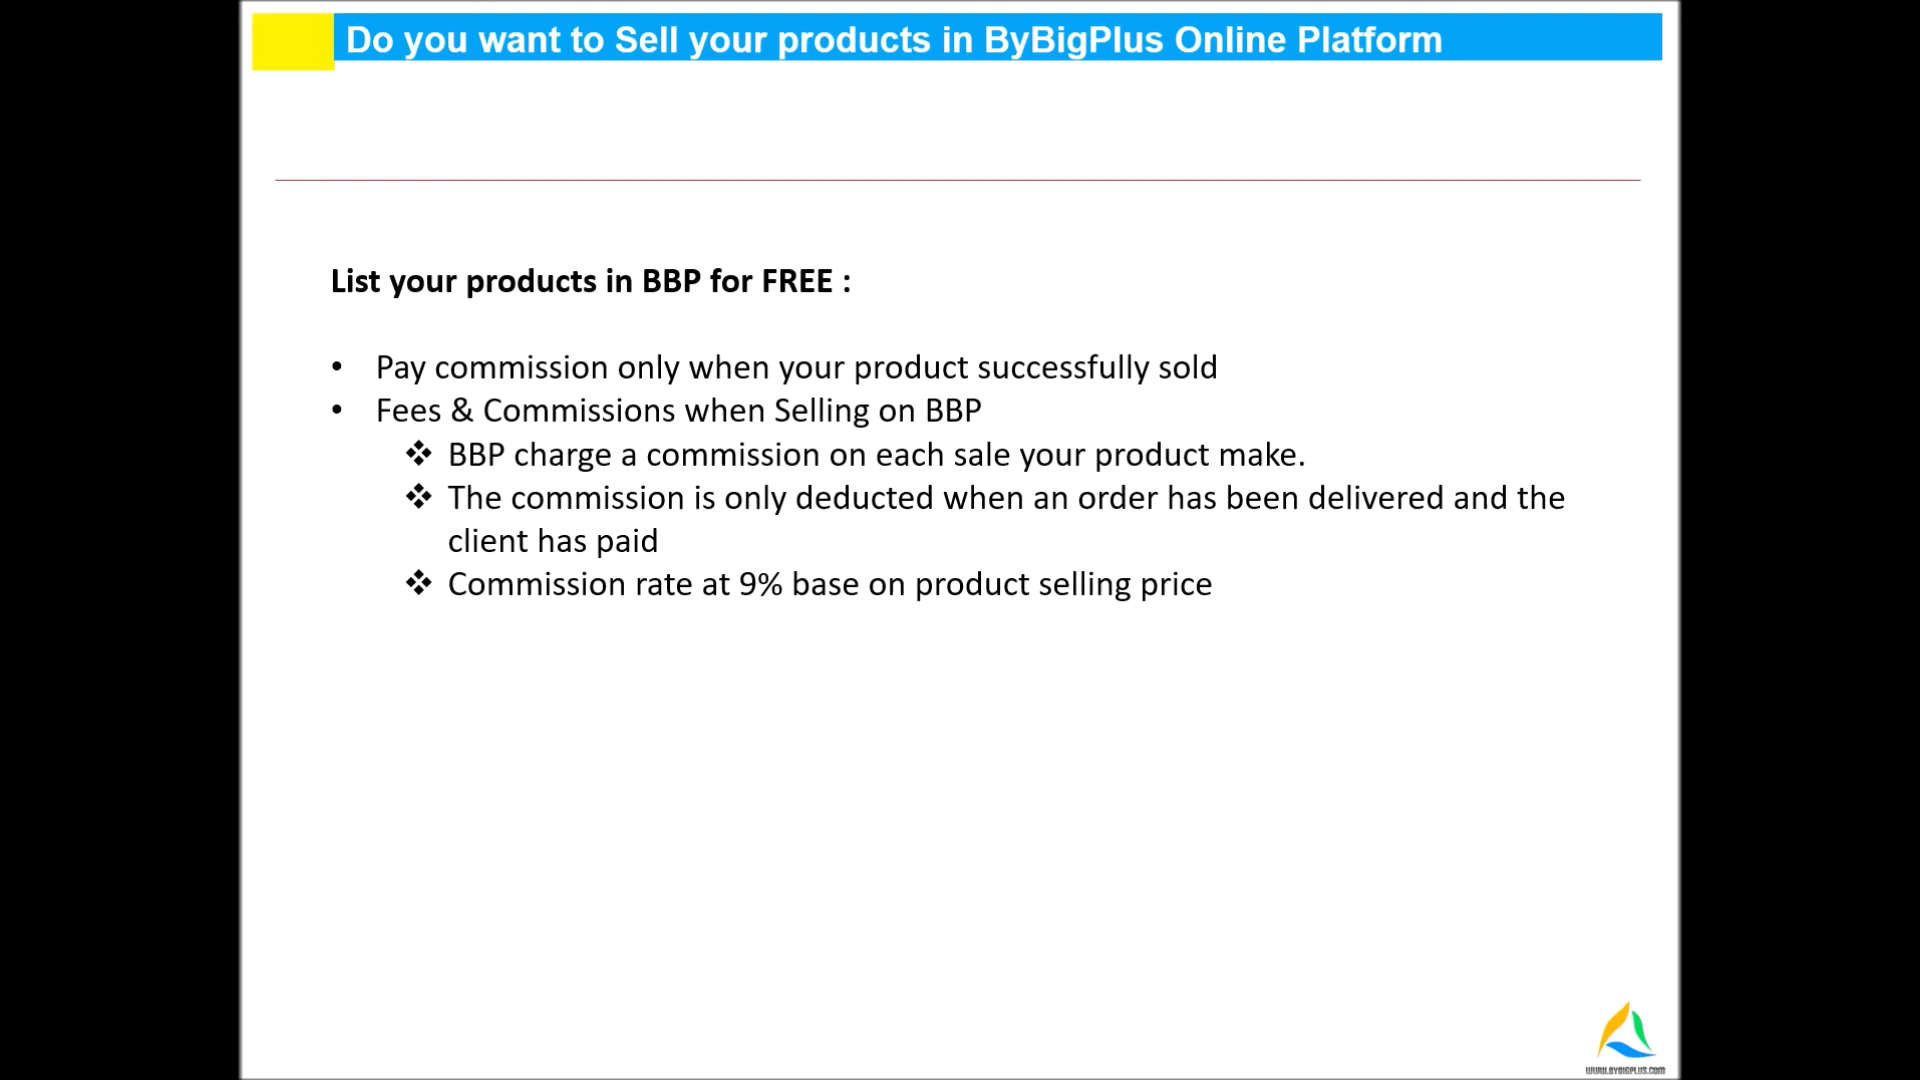 Do you want to Sell your products in ByBigPlus Online Platform
List your products in BBP for FREE :
• Pay commission only when your product successfully sold
• Fees & Commissions when Selling on BBP
❖ BBP charge a commission on each sale your product make.
❖ The commission is only deducted when an order has been delivered and the
client has paid
❖ Commission rate at 9% base on product selling price
WWW.BYBIGPLUS.COM